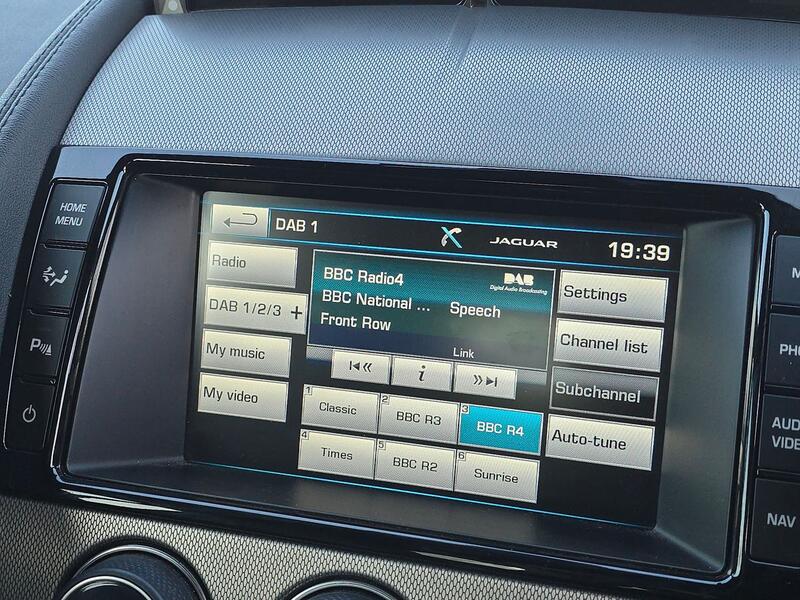 HOME
MENU
DAB 1
JAGUAR
19:39
Radio
DAB 1/2/3 +
My music
My video
BBC Radio4
DAB
Digital Audio Broadcasting
BBC National ... Speech
Front Row
Link
i
Settings
Channel list
Subchannel
Auto-tune
1 Classic
2 BBC R3
3 BBC R4
4 Times
5 BBC R2
6 Sunrise
P
M
PHO
AUD
VIDE
NAV